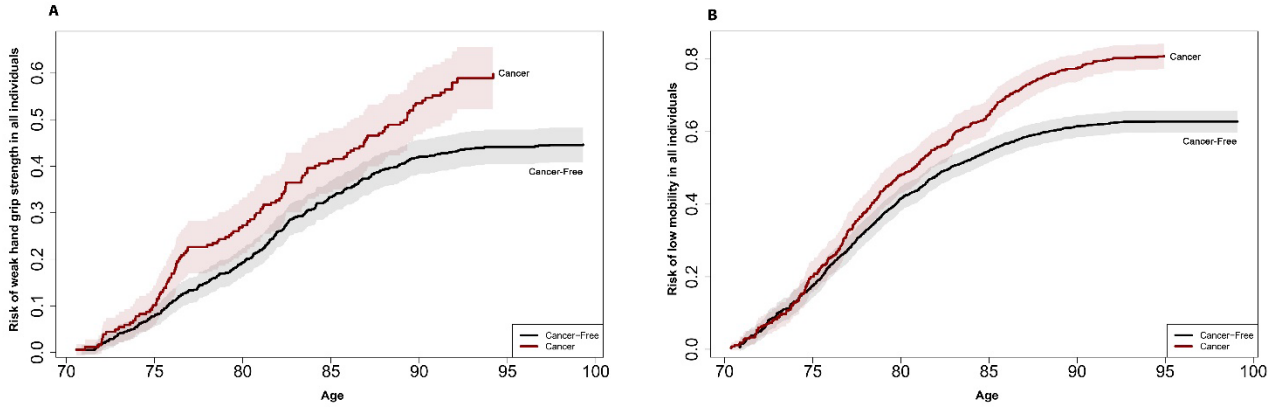 A
Risk of weak hand grip strength in all individuals
0.6
0.5
0.4
0.3
0.2
0.1
0.0
Cancer
Cancer-Free
Cancer-Free
Cancer
70 75 80 85 90 95 100
Age
B
Risk of low mobility in all individuals
0.8
0.6
0.4
0.2
0.0
Cancer
Cancer-Free
Cancer-Free
Cancer
70 75 80 85 90 95 100
Age